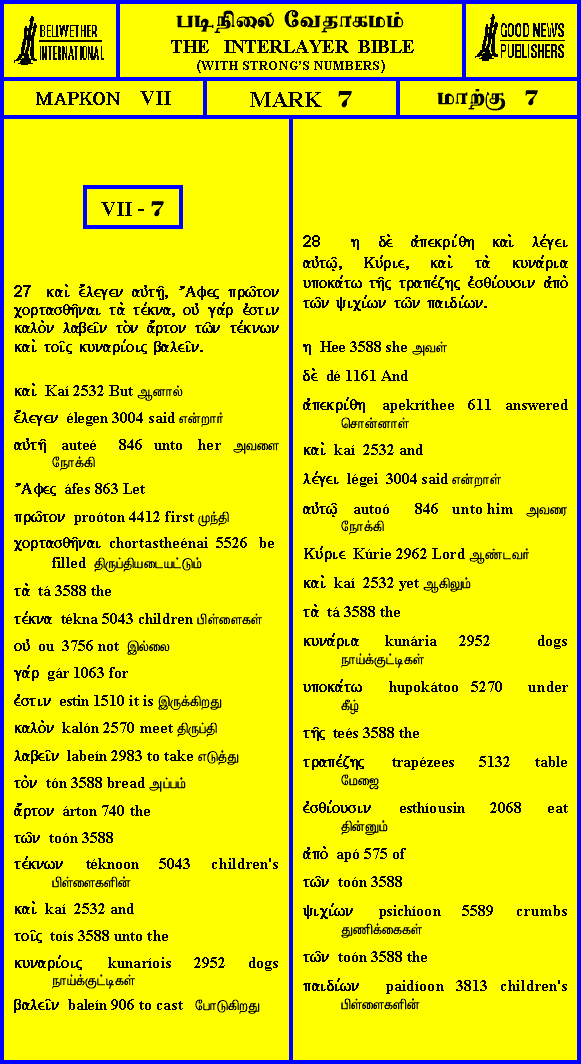 BELLWETHER
INTERNATIONAL
படிநிலை வேதாகமம்
THE INTERLAYER BIBLE
(WITH STRONG'S NUMBERS)
GOOD NEWS
PUBLISHERS
ΜΑΡΚΟΝ VII
MARK 7
மாற்கு 7
VII - 7
27 καὶ ἔλεγεν αὐτῇ, Ἄφες πρῶτον
χορτασθῆναι τὰ τέκνα, οὐ γάρ ἐστιν
καλὸν λαβεῖν τὸν ἄρτον τῶν τέκνων
καὶ τοῖς κυναρίοις βαλεῖν.
καὶ Kaí 2532 But ஆனால்
ἔλεγεν élegen 3004 said என்றார்
αὐτῇ auteé 846 unto her அவளை
நோக்கி
Ἄφες áfes 863 Let
πρῶτον proóton 4412 first முந்தி
χορτασθῆναι chortastheénai 5526 be
filled திருப்தியடையட்டும்
τὰ tá 3588 the
τέκνα tékna 5043 children பிள்ளைகள்
οὐ ou 3756 not இல்லை
γάρ gár 1063 for
ἐστιν estin 1510 it is இருக்கிறது
καλὸν kalón 2570 meet திருப்தி
λαβεῖν labeín 2983 to take எடுத்து
τὸν tón 3588 bread அப்பம்
ἄρτον árton 740 the
τῶν toón 3588
τέκνων téknoon 5043 children's
பிள்ளைகளின்
καὶ kaí 2532 and
τοῖς toís 3588 unto the
κυναρίοις kunaríois 2952 dogs
நாய்க்குட்டிகள்
βαλεῖν baleín 906 to cast போடுகிறது
28 η δὲ ἀπεκρίθη καὶ λέγει
αὐτῷ, Κύριε, καὶ τὰ κυνάρια
υποκάτω τῆς τραπέζης ἐσθίουσιν ἀπὸ
τῶν ψιχίων τῶν παιδίων.
η Hee 3588 she அவள்
δὲ dé 1161 And
ἀπεκρίθη apekríthee 611 answered
சொன்னாள்
καὶ kaí 2532 and
λέγει légei 3004 said என்றாள்
αὐτῷ autoó 846 unto him அவரை
நோக்கி
Κύριε Kúrie 2962 Lord ஆண்டவர்
καὶ kaí 2532 yet ஆகிலும்
τὰ tá 3588 the
κυνάρια kunária 2952 dogs
நாய்க்குட்டிகள்
υποκάτω hupokátoo 5270 under
கீழ்
τῆς teés 3588 the
τραπέζης trapézees 5132 table
மேஜை
ἐσθίουσιν esthíousin 2068 eat
தின்னும்
ἀπὸ apó 575 of
τῶν toón 3588
ψιχίων psichíoon 5589 crumbs
துணிக்கைகள்
τῶν toón 3588 the
παιδίων paidíoon 3813 children's
பிள்ளைகளின்